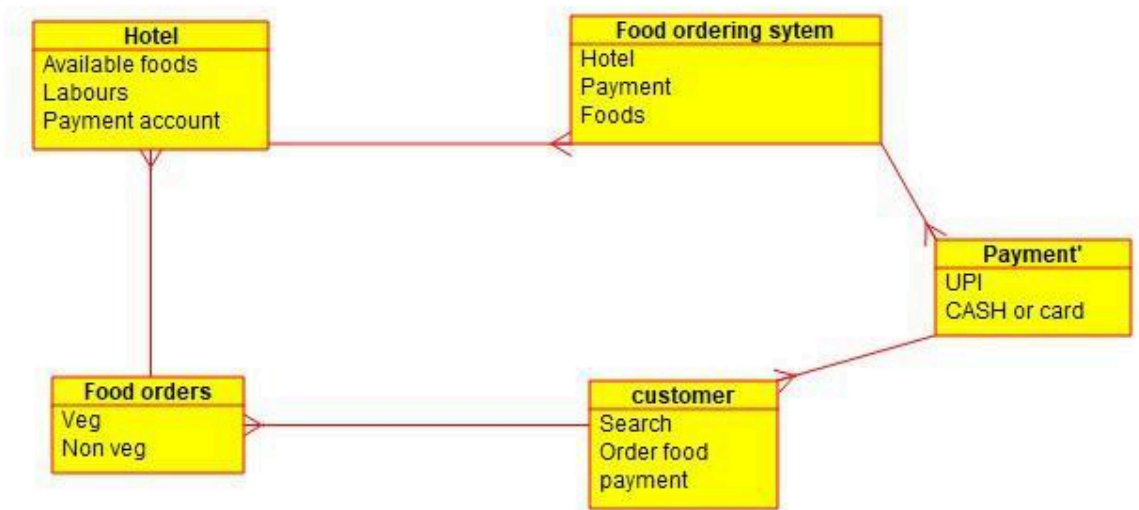 Hotel
Available foods
Labours
Payment account
Food ordering sytem
Hotel
Payment
Foods
Payment'
UPI
CASH or card
Food orders
Veg
Non veg
customer
Search
Order food
payment